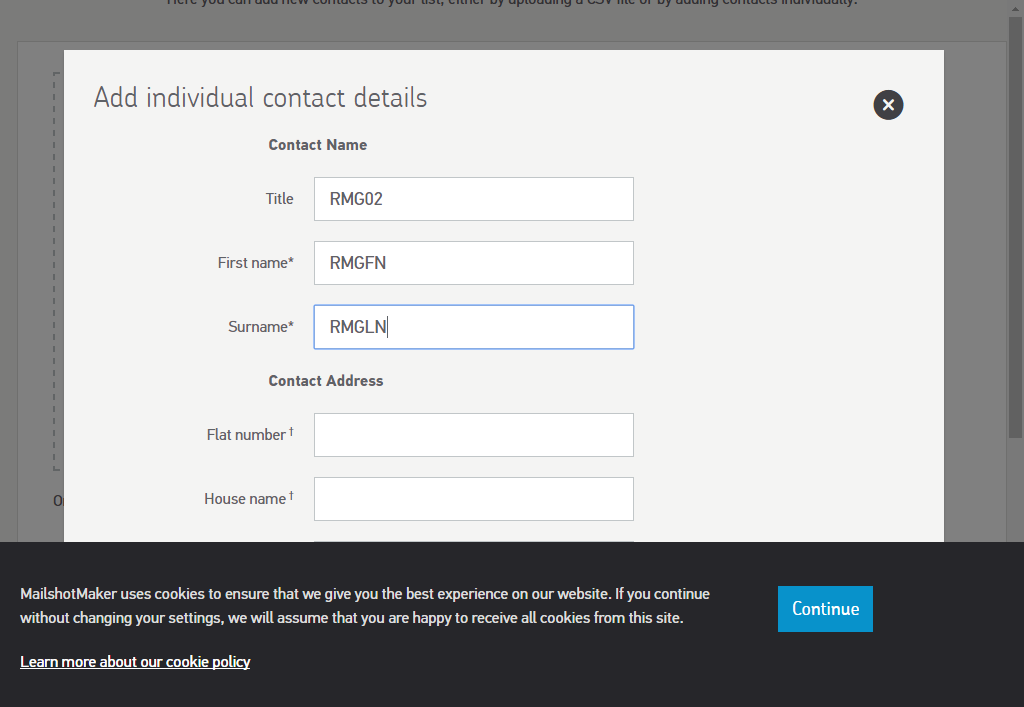 Here you can add new contacts to your list, either by uploading a CSV file or by adding contacts individually.
Add individual contact details
Contact Name
Title
RMG02
First name*
RMGFN
Surname*
RMGLN
Contact Address
Flat number †
House name †
MailshotMaker uses cookies to ensure that we give you the best experience on our website. If you continue
without changing your settings, we will assume that you are happy to receive all cookies from this site.
Continue
Learn more about our cookie policy